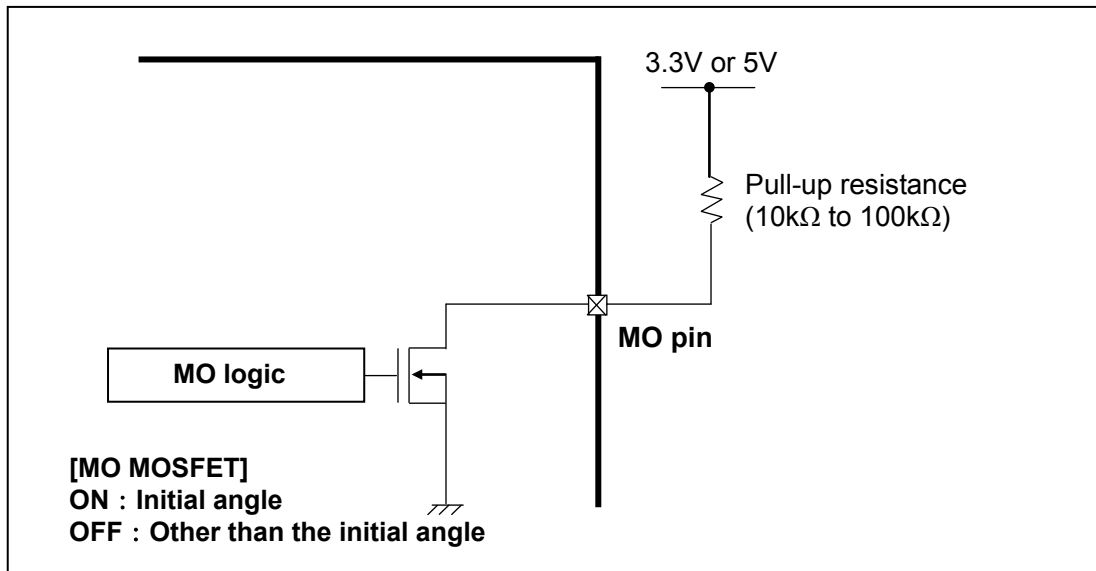 3.3V or 5V
Pull-up resistance
(10kΩ to 100kΩ)
MO pin
MO logic
[MO MOSFET]
ON : Initial angle
OFF : Other than the initial angle